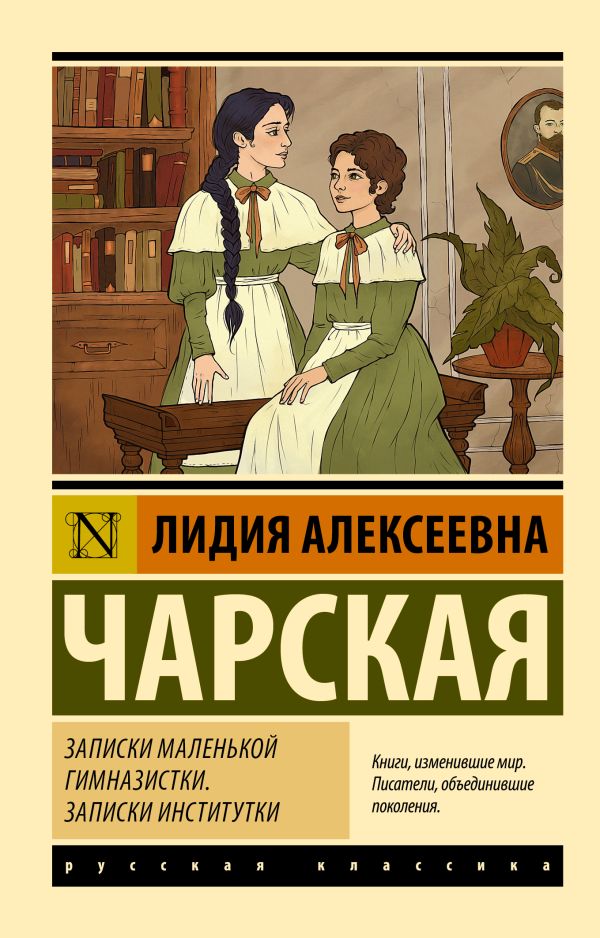 N
ЛИДИЯ АЛЕКСЕЕВНА
ЧАРСКАЯ
ЗАПИСКИ МАЛЕНЬКОЙ
ГИМНАЗИСТКИ.
ЗАПИСКИ ИНСТИТУТКИ
Книги, изменившие мир.
Писатели, объединившие
поколения.
русская классика